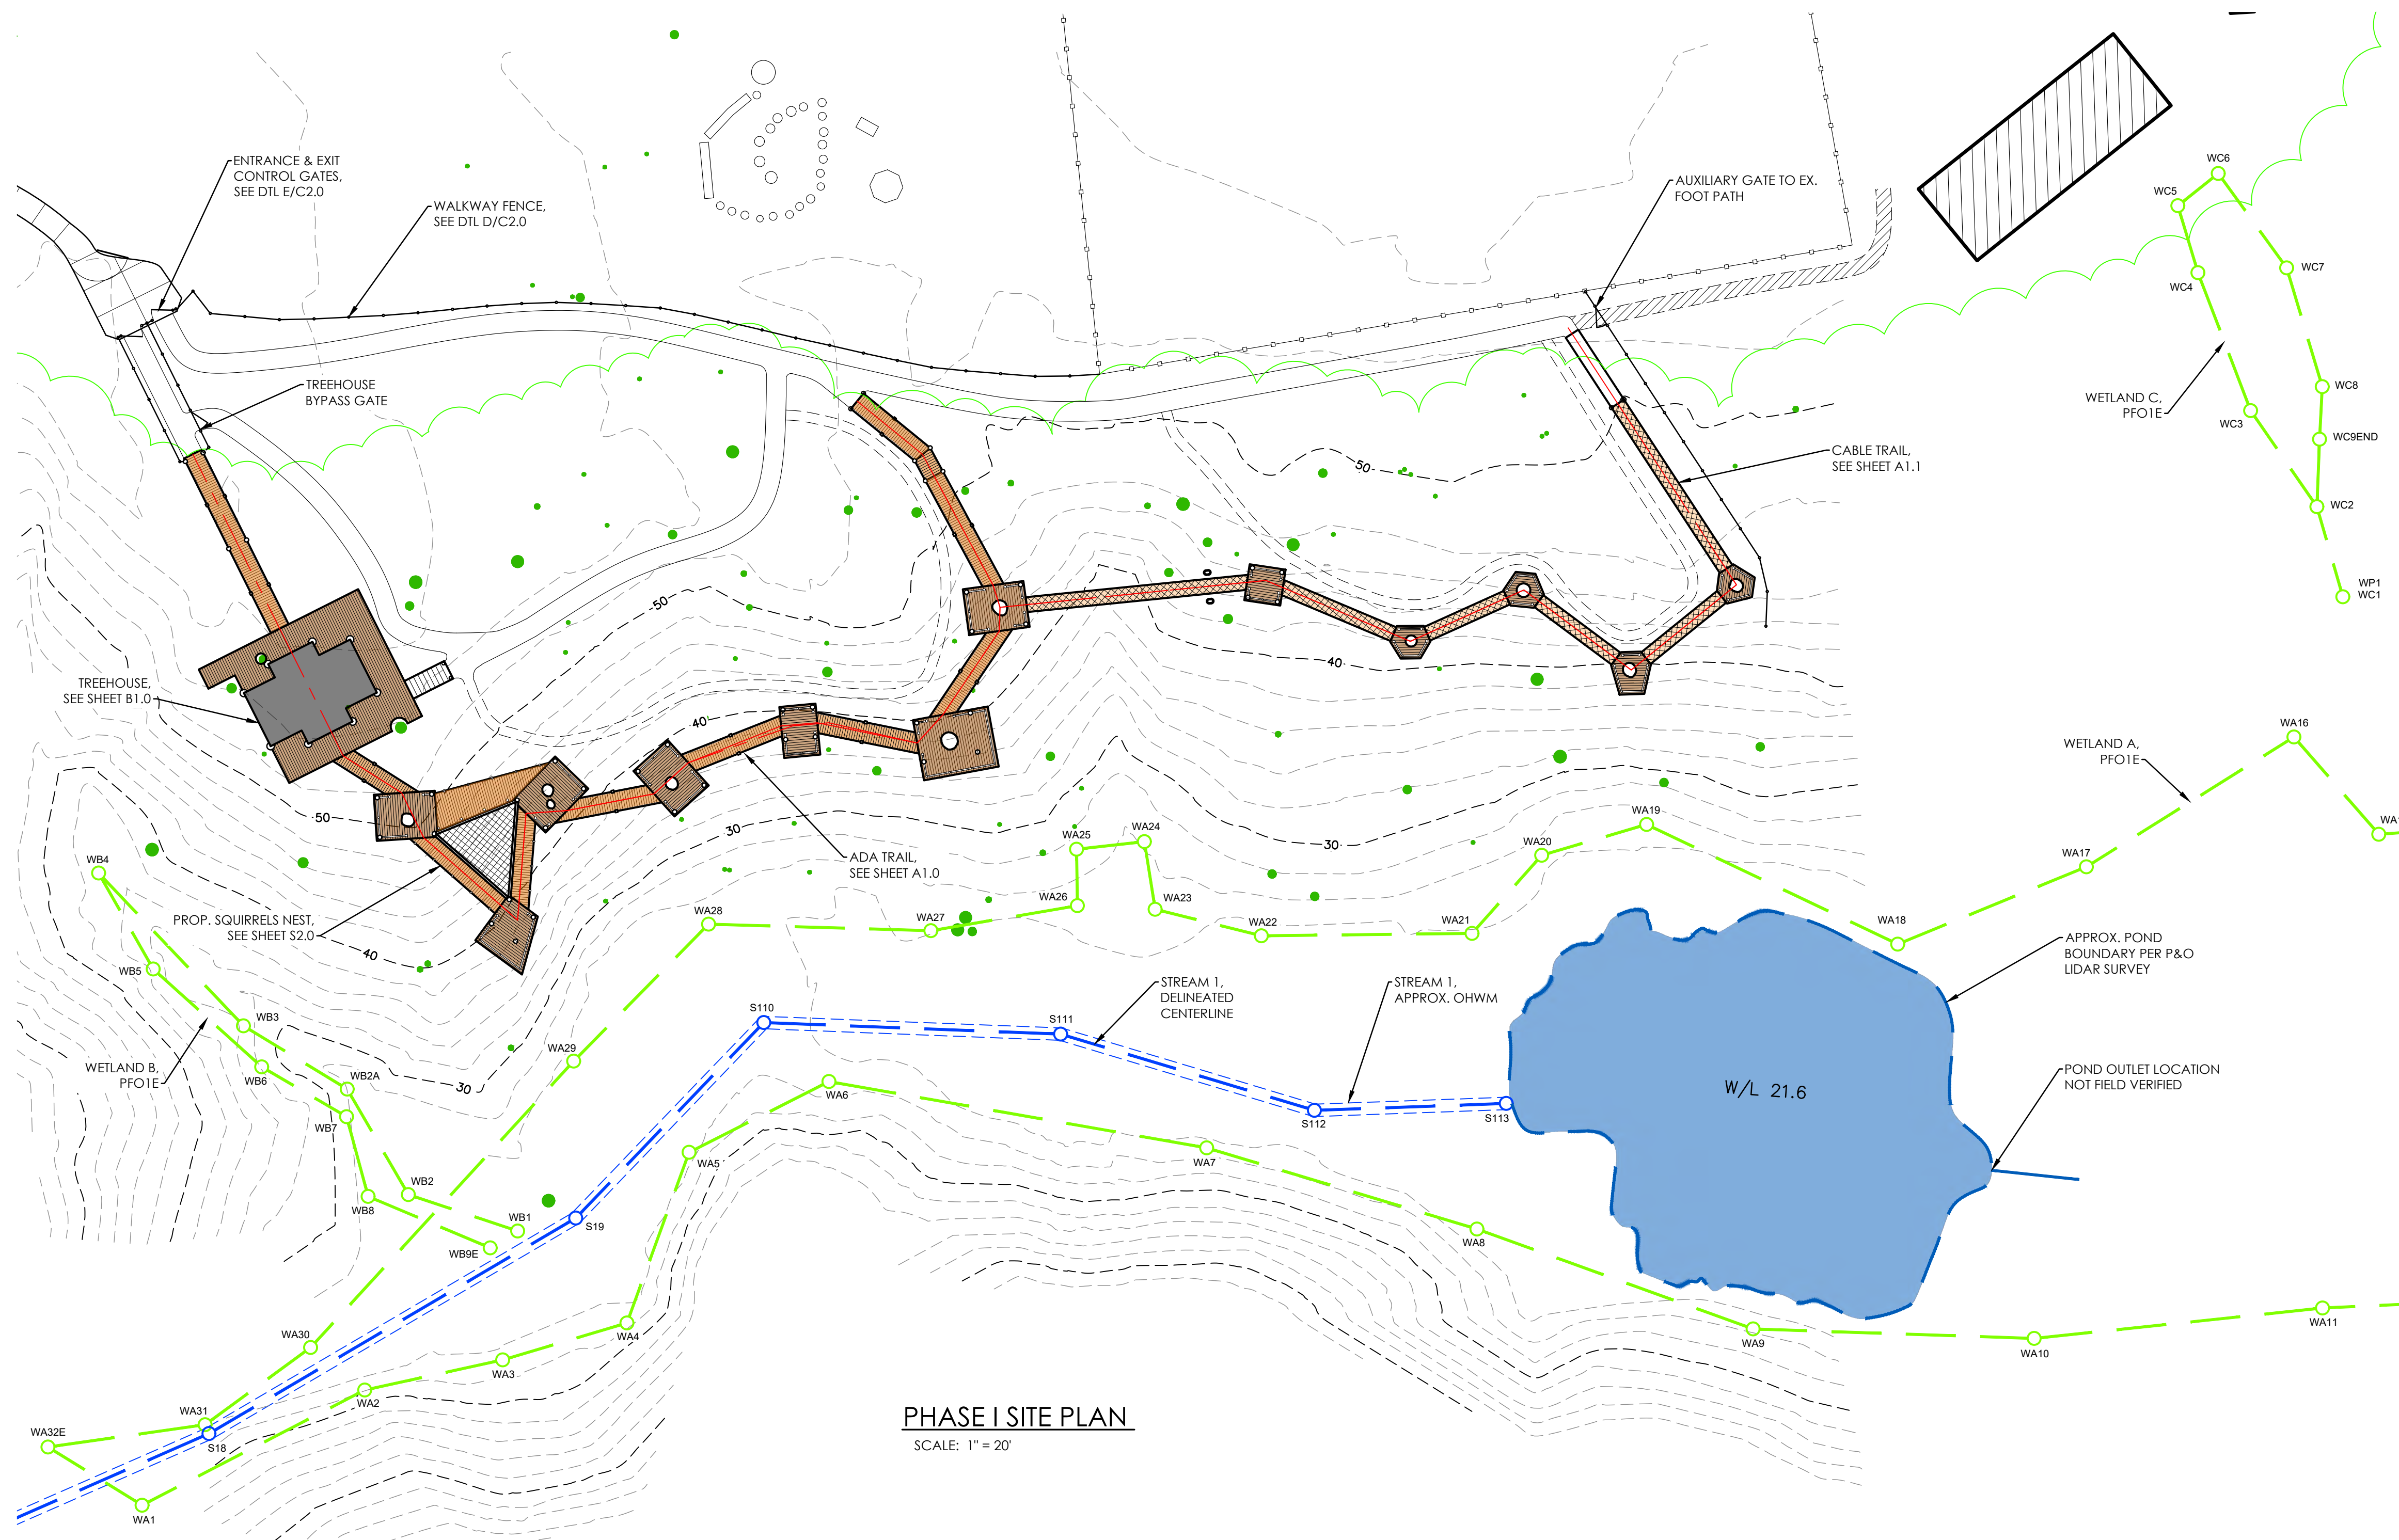 ENTRANCE & EXIT
CONTROL GATES,
SEE DTL E/C2.0
WALKWAY FENCE,
SEE DTL D/C2.0
AUXILIARY GATE TO EX.
FOOT PATH
WC6
WC5
WC7
WC4
TREEHOUSE
BYPASS GATE
WETLAND C,
PFO1E
WC8
WC3
WC9END
CABLE TRAIL,
SEE SHEET A1.1
50
WC2
WP1
WC1
50
40
TREEHOUSE,
SEE SHEET B1.0
40
WA16
WETLAND A,
PFO1E
50
30
WA19
WA1
WA25
WA24
30
WA20
WB4
ADA TRAIL,
SEE SHEET A1.0
WA17
WA26
WA23
PROP. SQUIRRELS NEST,
SEE SHEET S2.0
WA28
WA27
WA22
WA21
WA18
40
APPROX. POND
BOUNDARY PER P&O
LIDAR SURVEY
WB5
STREAM 1,
DELINEATED
CENTERLINE
STREAM 1,
APPROX. OHWM
S110
S111
WB3
WA29
WETLAND B,
PFO1E
WB6
WB2A
30
POND OUTLET LOCATION
NOT FIELD VERIFIED
W/L 21.6
WA6
S112
S113
WB7
WA5
WA7
WB2
WB8
WB1
S19
WB9E
WA8
WA30
WA4
WA9
WA10
WA11
WA3
WA2
WA31
PHASE I SITE PLAN
SCALE: 1" = 20'
WA32E
S18
WA1